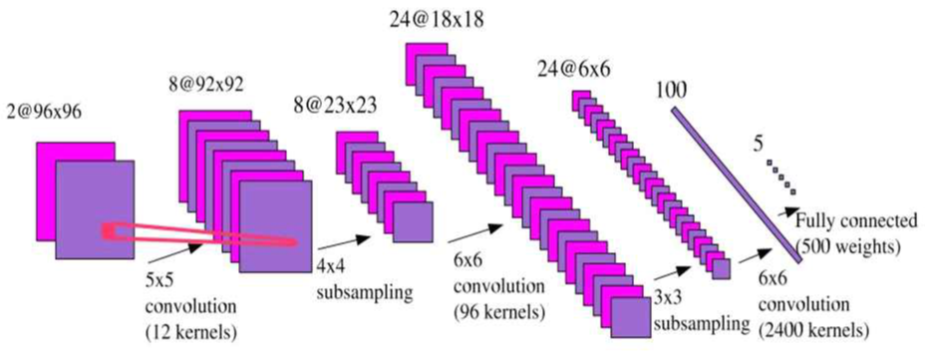 2@96x96
8@92x92
8@23x23
24@18x18
24@6x6
100
5
5x5
convolution
(12 kernels)
4x4
subsampling
6x6
convolution
(96 kernels)
3x3
subsampling
6x6
convolution
(2400 kernels)
Fully connected
(500 weights)